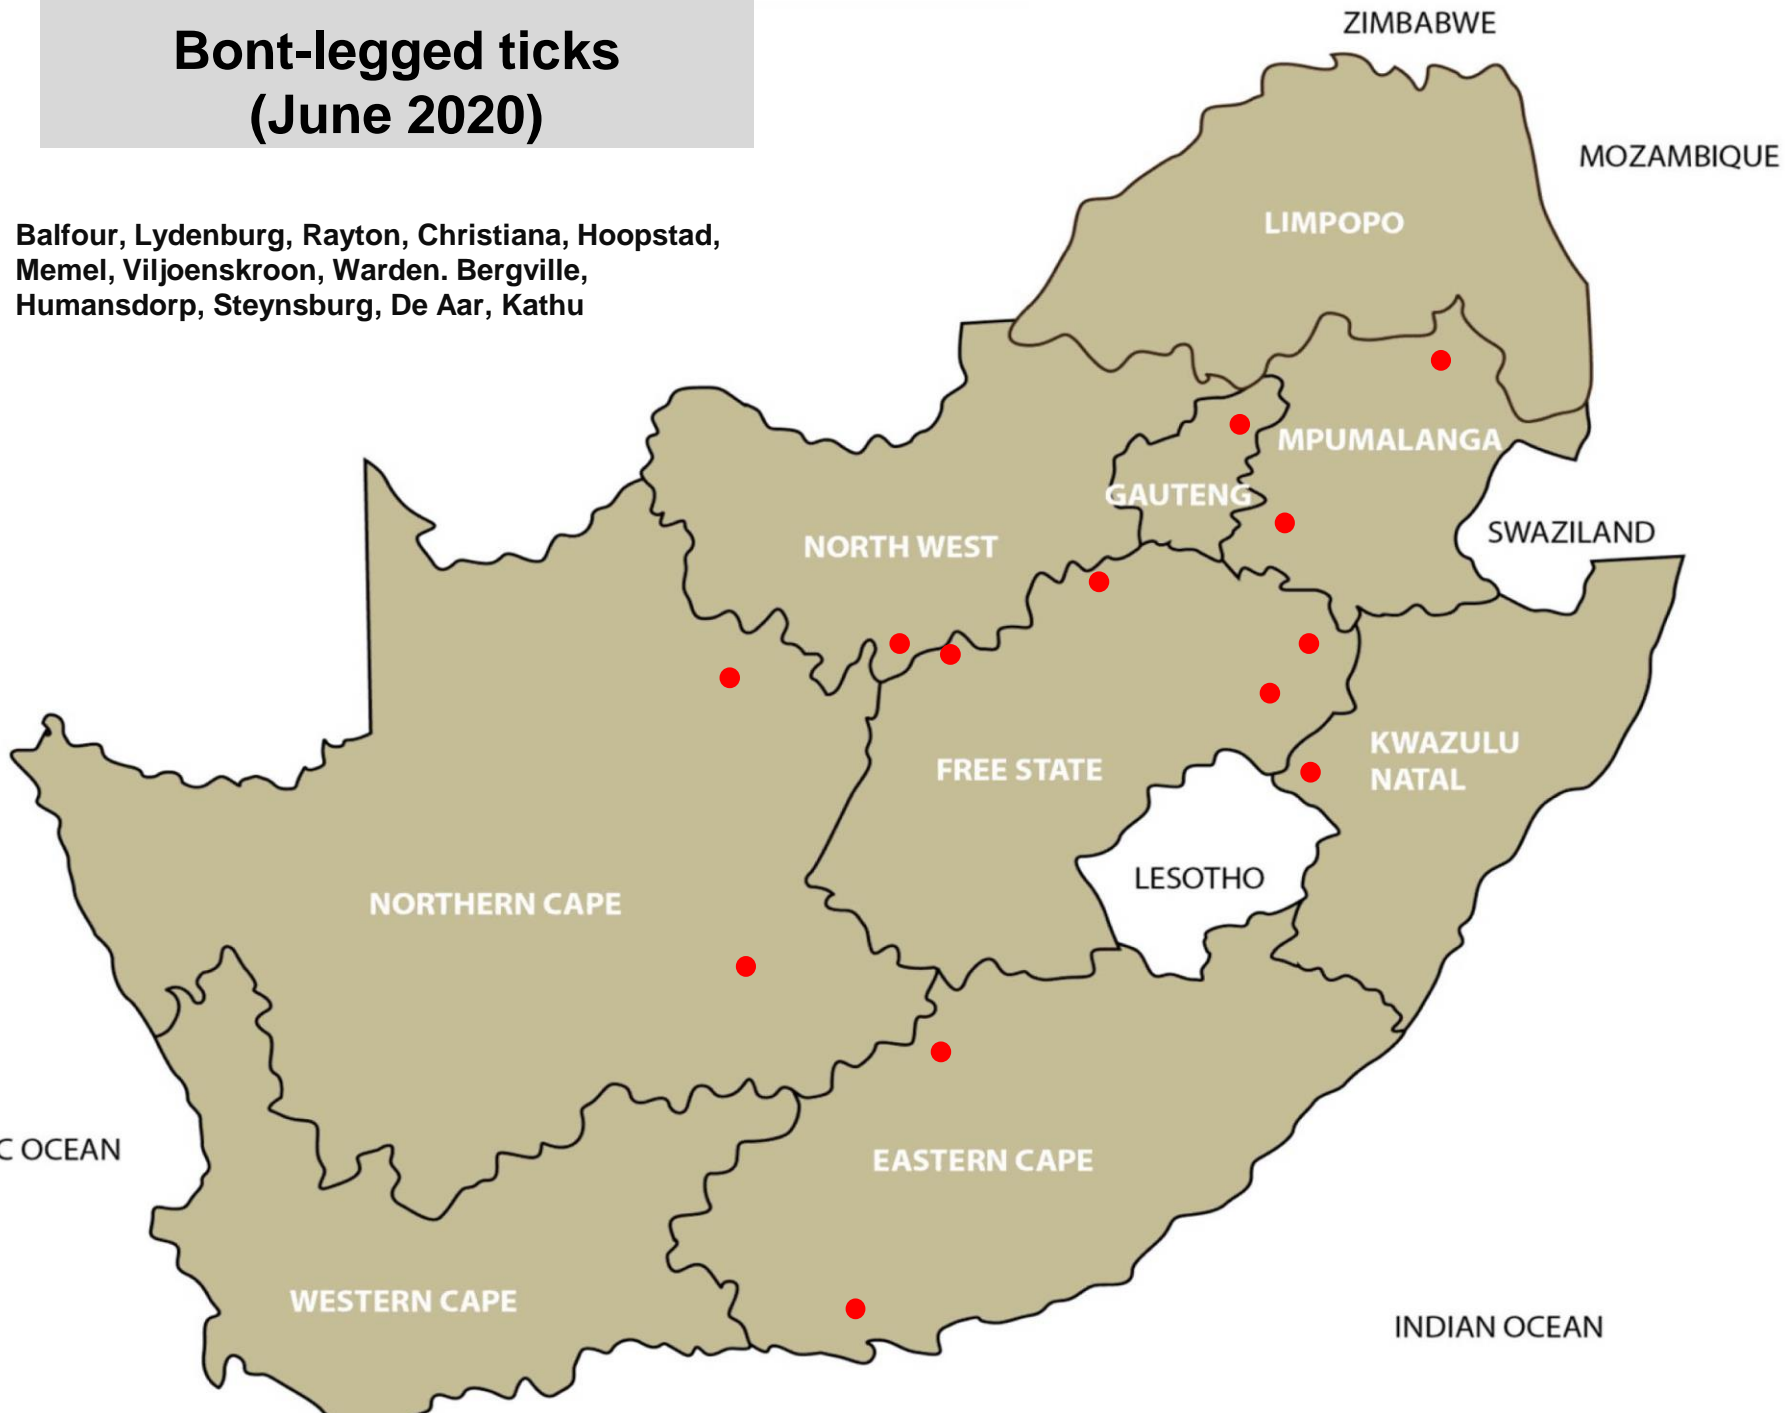 Bont-legged ticks
(June 2020)
Balfour, Lydenburg, Rayton, Christiana, Hoopstad,
Memel, Viljoenskroon, Warden. Bergville,
Humansdorp, Steynsburg, De Aar, Kathu
ZIMBABWE
MOZAMBIQUE
LIMPOPO
MPUMALANGA
GAUTENG
SWAZILAND
NORTH WEST
KWAZULU
NATAL
FREE STATE
LESOTHO
NORTHERN CAPE
C OCEAN
EASTERN CAPE
WESTERN CAPE
INDIAN OCEAN